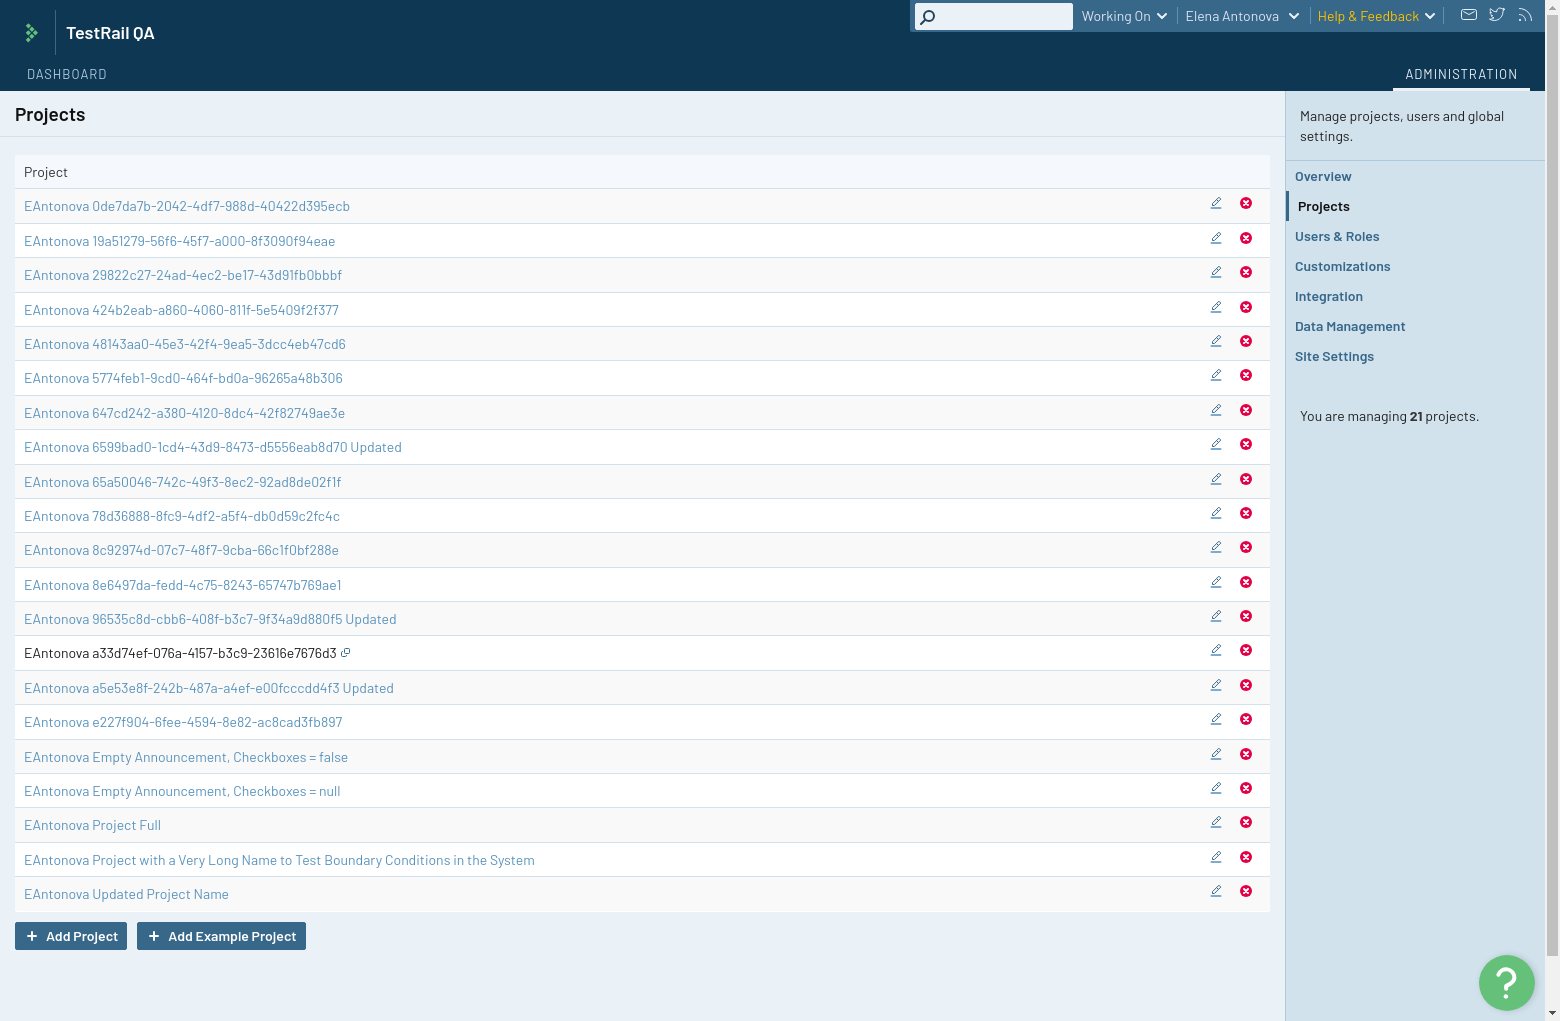 TestRail QA
Working On
Elena Antonova
Help & Feedback
DASHBOARD
ADMINISTRATION
Projects
Project
EAntonova 0de7da7b-2042-4df7-988d-40422d395ecb
EAntonova 19a51279-56f6-45f7-a000-8f3090f94eae
EAntonova 29822c27-24ad-4ec2-be17-43d91fb0bbbf
EAntonova 424b2eab-a860-4060-811f-5e5409f2f377
EAntonova 48143aa0-45e3-42f4-9ea5-3dcc4eb47cd6
EAntonova 5774feb1-9cd0-464f-bd0a-96265a48b306
EAntonova 647cd242-a380-4120-8dc4-42f82749ae3e
EAntonova 6599bad0-1cd4-43d9-8473-d5556eab8d70 Updated
EAntonova 65a50046-742c-49f3-8ec2-92ad8de02f1f
EAntonova 78d36888-8fc9-4df2-a5f4-db0d59c2fc4c
EAntonova 8c92974d-07c7-48f7-9cba-66c1f0bf288e
EAntonova 8e6497da-fedd-4c75-8243-65747b769ae1
EAntonova 96535c8d-cbb6-408f-b3c7-9f34a9d880f5 Updated
EAntonova a33d74ef-076a-4157-b3c9-23616e7676d3
EAntonova a5e53e8f-242b-487a-a4ef-e00fcccdd4f3 Updated
EAntonova e227f904-6fee-4594-8e82-ac8cad3fb897
EAntonova Empty Announcement, Checkboxes = false
EAntonova Empty Announcement, Checkboxes = null
EAntonova Project Full
EAntonova Project with a Very Long Name to Test Boundary Conditions in the System
EAntonova Updated Project Name
+ Add Project
+ Add Example Project
Manage projects, users and global
settings.
Overview
Projects
Users & Roles
Customizations
Integration
Data Management
Site Settings
You are managing 21 projects.
?